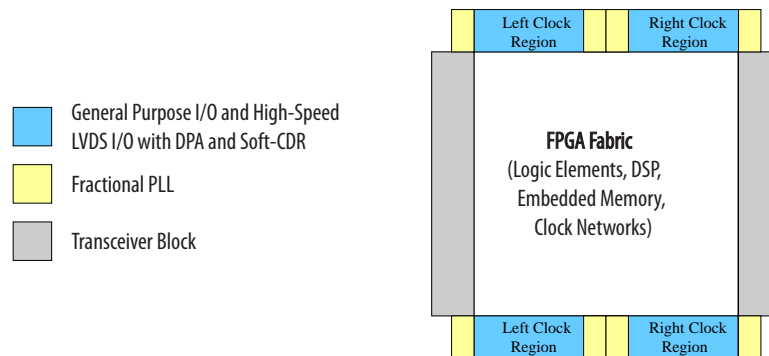 Left Clock
Region
Right Clock
Region
General Purpose I/O and High-Speed
LVDS I/O with DPA and Soft-CDR
Fractional PLL
Transceiver Block
FPGA Fabric
(Logic Elements, DSP,
Embedded Memory,
Clock Networks)
Left Clock
Region
Right Clock
Region